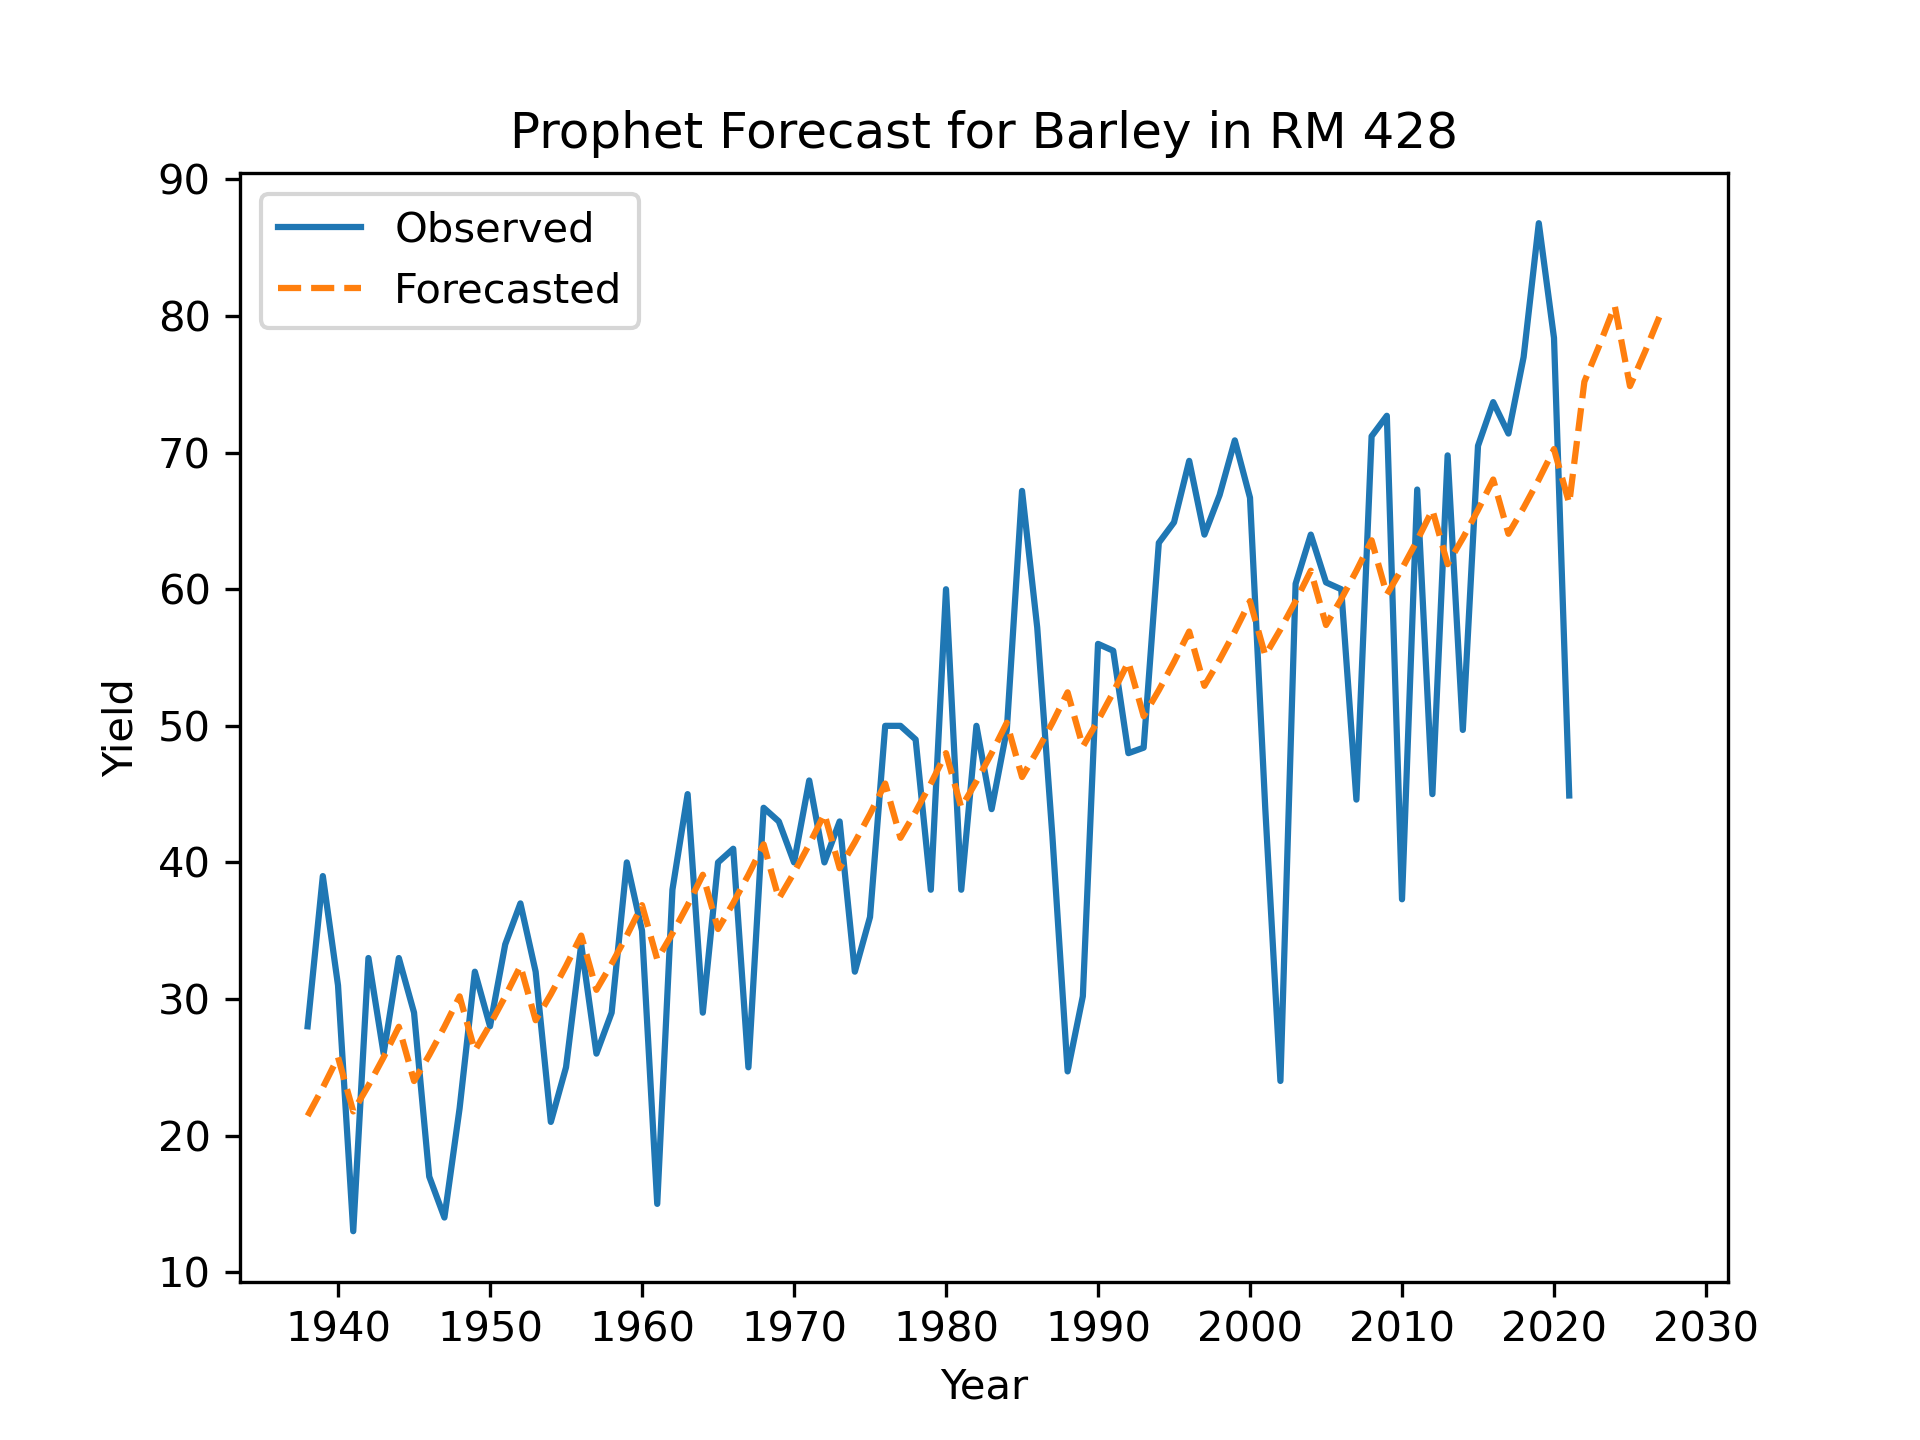 Prophet Forecast for Barley in RM 428
90
80
70
60
50
40
30
20
10
Yield
Observed
Forecasted
1940 1950 1960 1970 1980 1990 2000 2010 2020 2030
Year